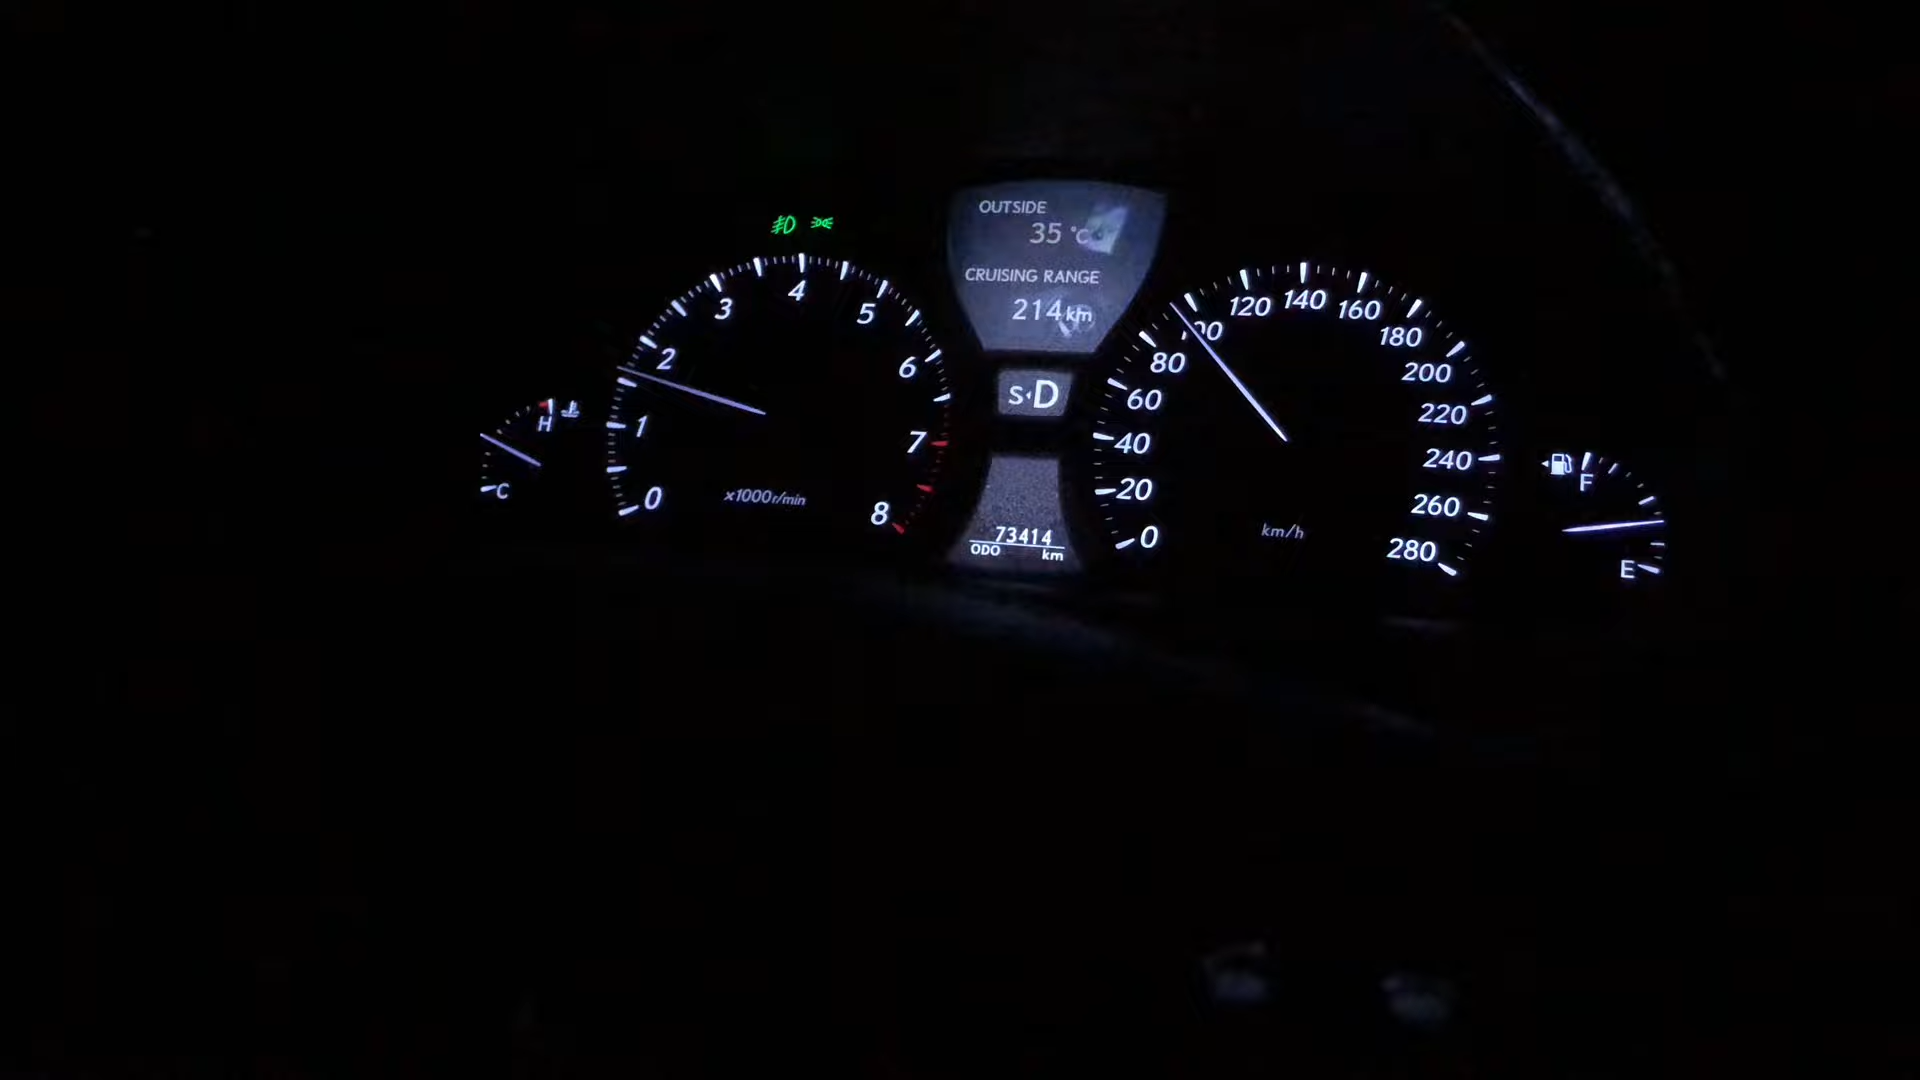 OUTSIDE
35 °C
CRUISING RANGE
214 km
S D
73414
ODO km
0 1 2 3 4 5 6 7 8
x1000 r/min
H
C
0 20 40 60 80 100 120 140 160 180 200 220 240 260 280
km/h
F
E